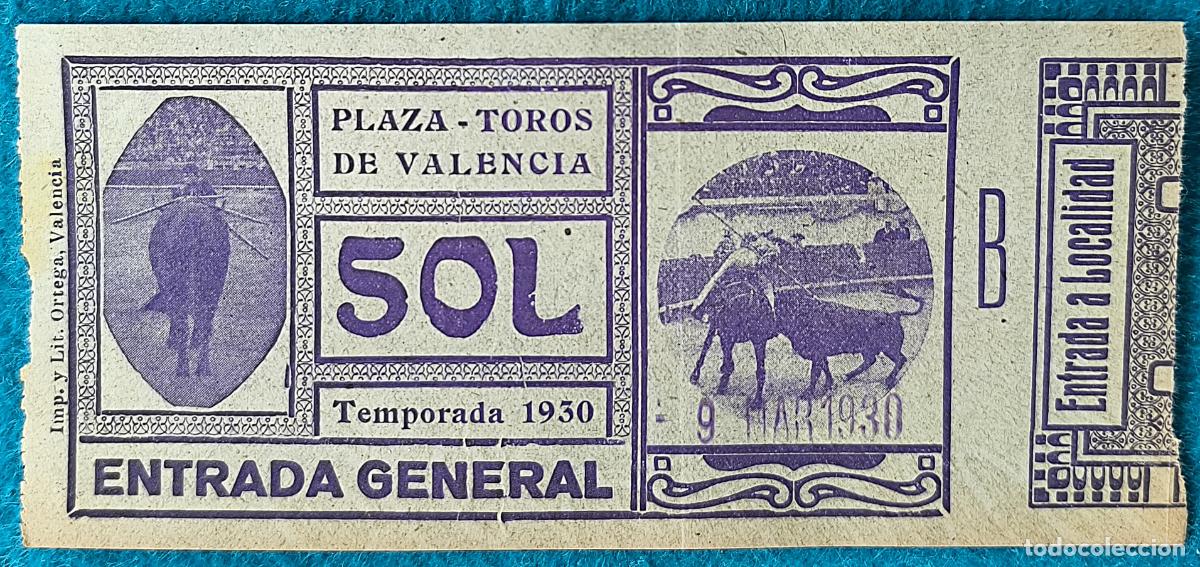 Imp. y Lit. Ortega, Valencia
PLAZA - TOROS
DE VALENCIA
SOL
Temporada 1930
ENTRADA GENERAL
- 9 MAR 1930
B
Entrada a Localidad
todocoleccion